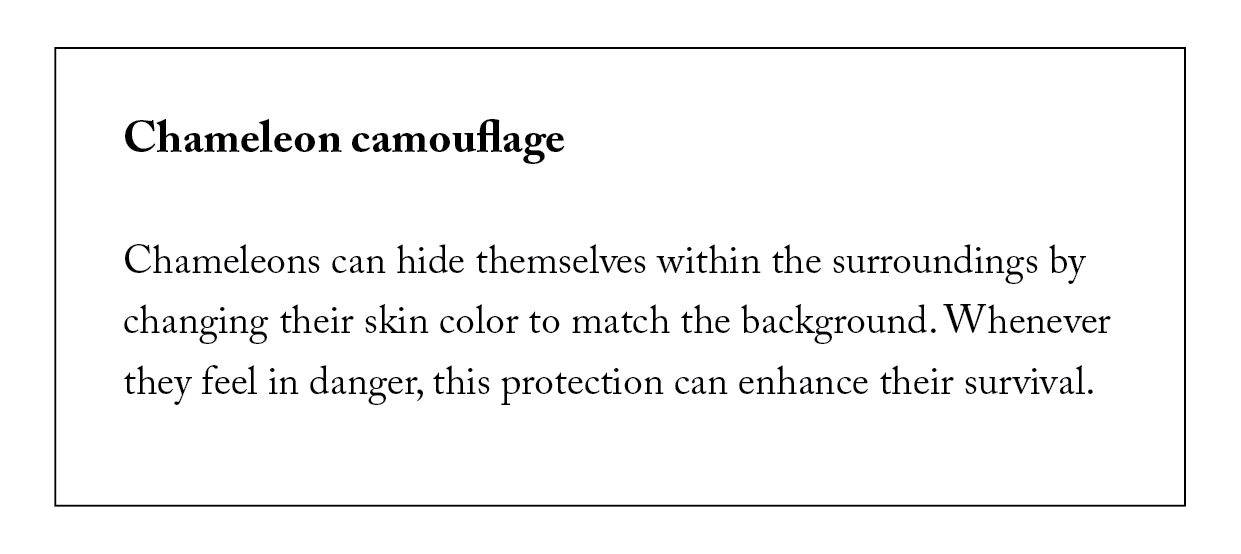 Chameleon camouflage
Chameleons can hide themselves within the surroundings by
changing their skin color to match the background. Whenever
they feel in danger, this protection can enhance their survival.